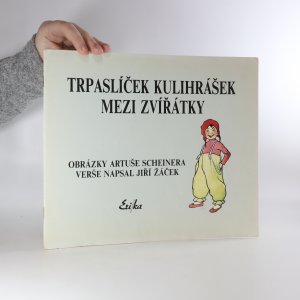 TRPASLÍČEK KULIHRÁŠEK
MEZI ZVÍŘÁTKY
OBRÁZKY ARTUŠE SCHEINERA
VERŠE NAPSAL JIŘÍ ŽÁČEK
Erika